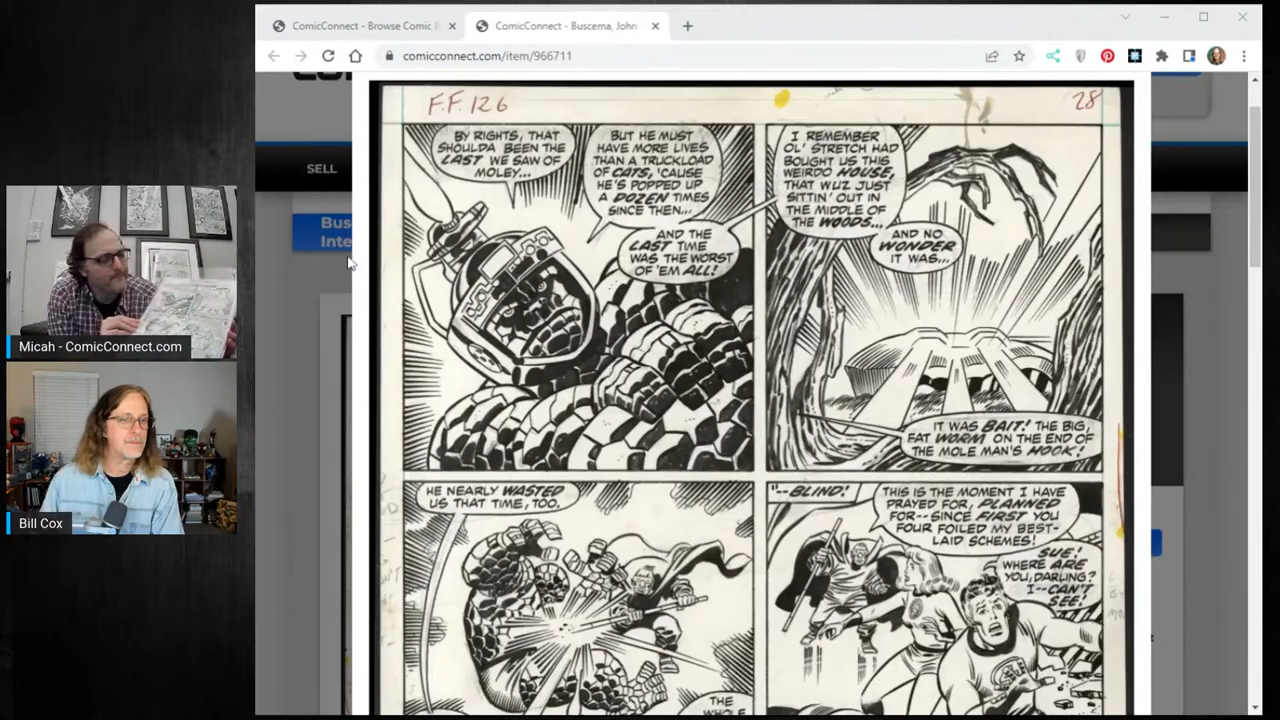 ComicConnect - Browse Comic
ComicConnect - Buscema, John
comicconnect.com/item/966711
SELL
Bus
Inte
F.F. 126
28
BY RIGHTS, THAT
SHOULDA BEEN THE
LAST WE SAW OF
MOLEY...
BUT HE MUST
HAVE MORE LIVES
THAN A TRUCKLOAD
OF CATS, 'CAUSE
HE'S POPPED UP
A DOZEN TIMES
SINCE THEN...
AND THE
LAST TIME
WAS THE WORST
OF 'EM ALL!
I REMEMBER
OL' STRETCH HAD
BOUGHT US THIS
WEIRDO HOUSE,
THAT WUZ JUST
SITTIN' OUT IN
THE MIDDLE OF
THE WOODS...
AND NO
WONDER
IT WAS...
IT WAS BAIT! THE BIG,
FAT WORM ON THE END OF
THE MOLE MAN'S HOOK!
HE NEARLY WASTED
US THAT TIME, TOO.
THE
WHOLE
"--BLIND!
THIS IS THE MOMENT I HAVE
PRAYED FOR, PLANNED
FOR--SINCE FIRST YOU
FOUR FOILED MY BEST-
LAID SCHEMES!
SUE!
WHERE ARE
YOU, DARLING?
I--CAN'T
SEE!
Micah - ComicConnect.com
Bill Cox